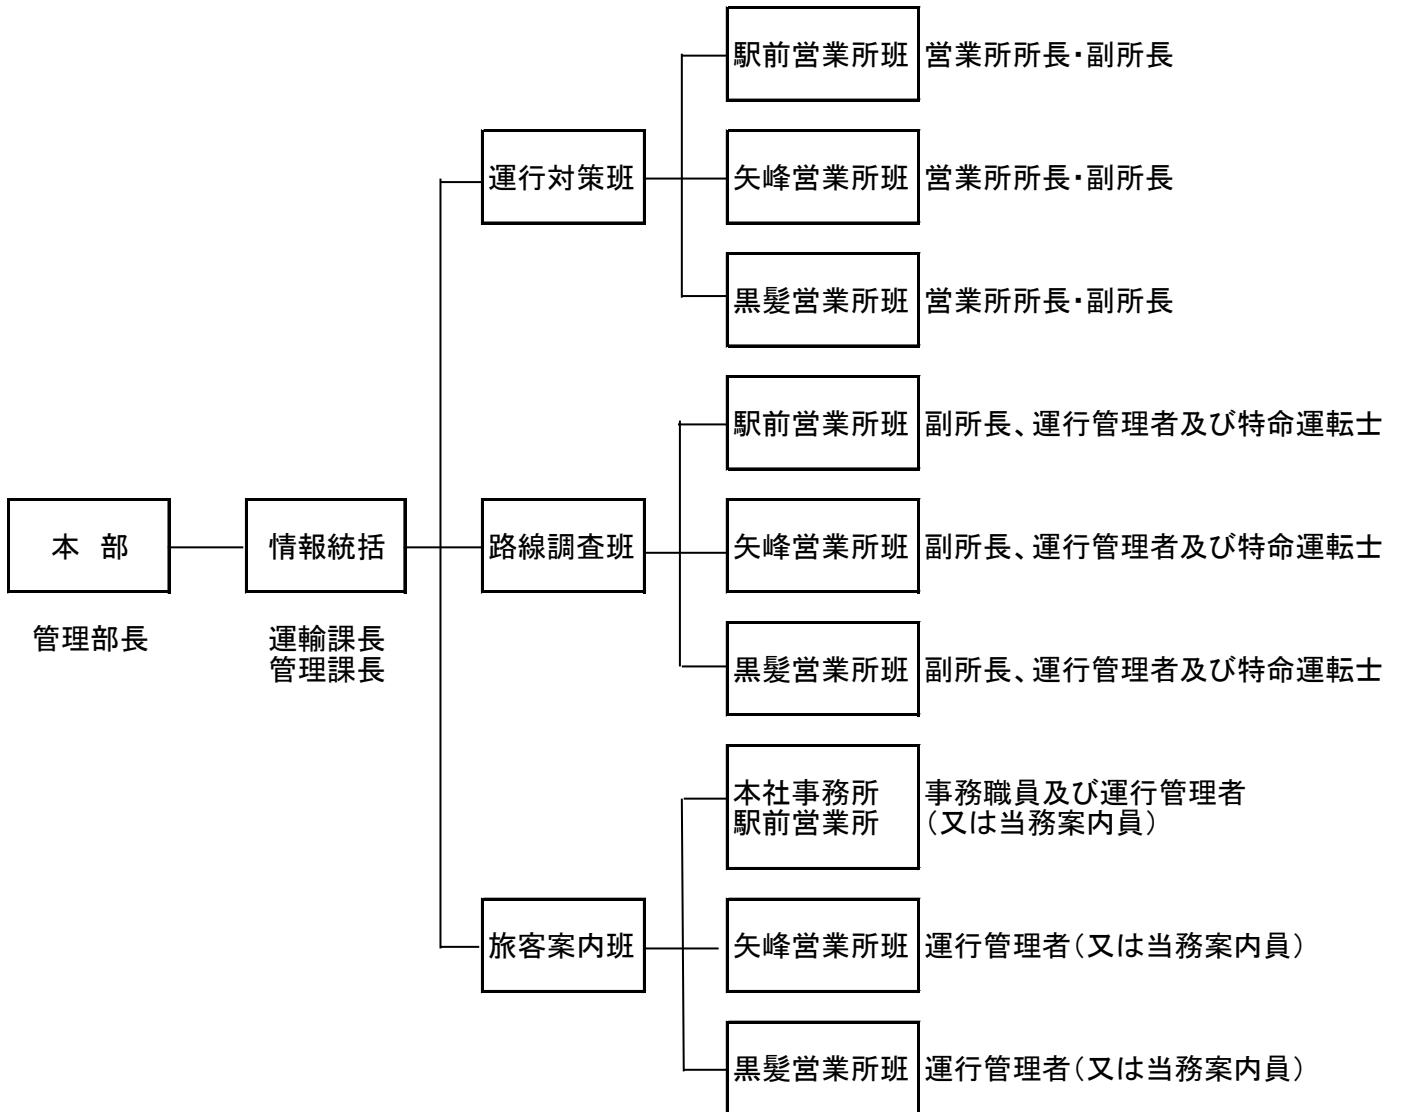 駅前営業所班 営業所所長・副所長
運行対策班
矢峰営業所班 営業所所長・副所長
黒髪営業所班 営業所所長・副所長
駅前営業所班 副所長、運行管理者及び特命運転士
本 部
情報統括
路線調査班
矢峰営業所班 副所長、運行管理者及び特命運転士
管理部長
運輸課長
管理課長
黒髪営業所班 副所長、運行管理者及び特命運転士
本社事務所 事務職員及び運行管理者
駅前営業所 （又は当務案内員）
旅客案内班
矢峰営業所班 運行管理者（又は当務案内員）
黒髪営業所班 運行管理者（又は当務案内員）